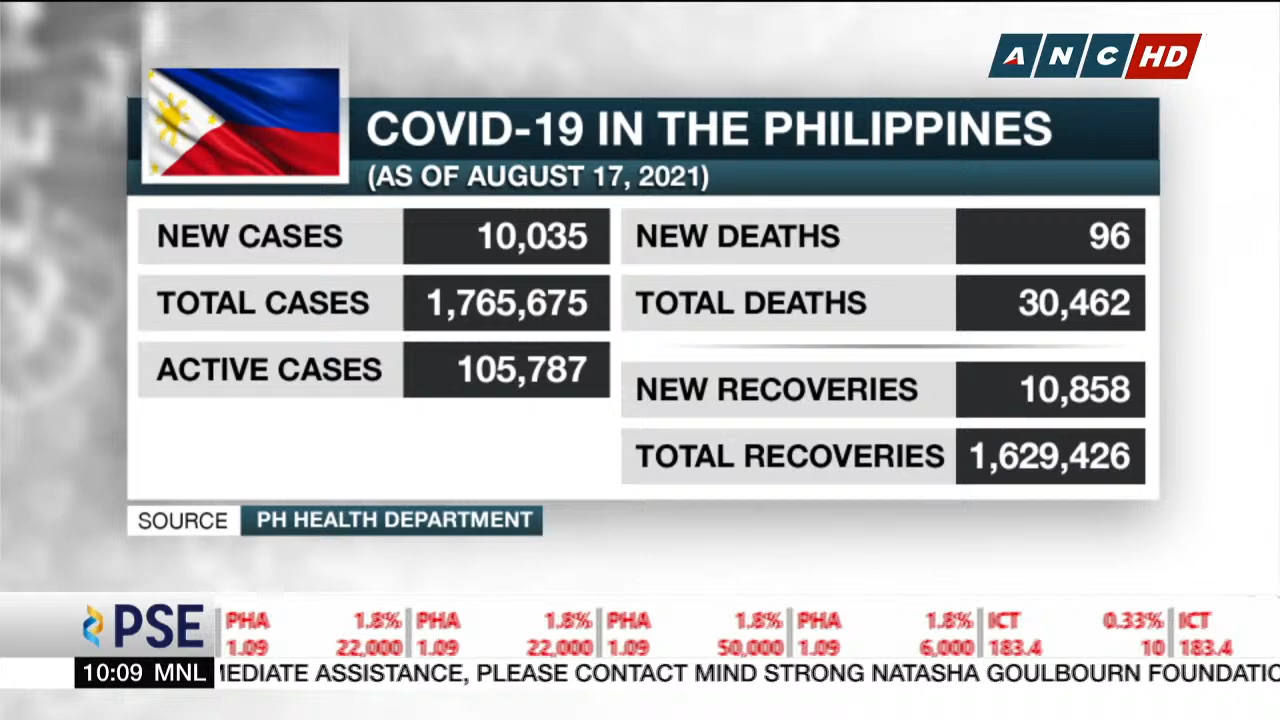 ANC HD
COVID-19 IN THE PHILIPPINES
(AS OF AUGUST 17, 2021)
NEW CASES 10,035
TOTAL CASES 1,765,675
ACTIVE CASES 105,787
NEW DEATHS 96
TOTAL DEATHS 30,462
NEW RECOVERIES 10,858
TOTAL RECOVERIES 1,629,426
SOURCE PH HEALTH DEPARTMENT
PSE
PHA 1.8% PHA 1.8% PHA 1.8% PHA 1.8% ICT 0.33% ICT
1.09 22,000 1.09 22,000 1.09 50,000 1.09 6,000 183.4 10 183.4
10:09 MNL MEDIATE ASSISTANCE, PLEASE CONTACT MIND STRONG NATASHA GOULBOURN FOUNDATIO